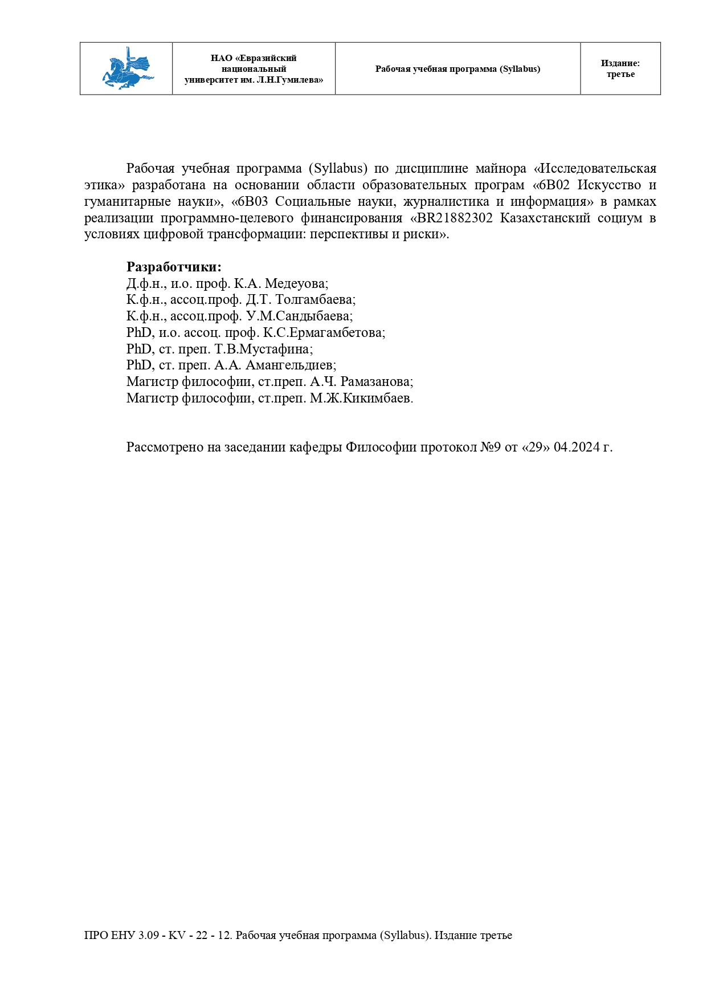 НАО «Евразийский
национальный
университет им. Л.Н.Гумилева»
Рабочая учебная программа (Syllabus)
Издание:
третье
Рабочая учебная программа (Syllabus) по дисциплине майнора «Исследовательская
этика» разработана на основании области образовательных програм «6В02 Искусство и
гуманитарные науки», «6В03 Социальные науки, журналистика и информация» в рамках
реализации программно-целевого финансирования «BR21882302 Казахстанский социум в
условиях цифровой трансформации: перспективы и риски».
Разработчики:
Д.ф.н., и.о. проф. К.А. Медеуова;
К.ф.н., ассоц.проф. Д.Т. Толгамбаева;
К.ф.н., ассоц.проф. У.М.Сандыбаева;
PhD, и.о. ассоц. проф. К.С.Ермагамбетова;
PhD, ст. преп. Т.В.Мустафина;
PhD, ст. преп. А.А. Амангельдиев;
Магистр философии, ст.преп. А.Ч. Рамазанова;
Магистр философии, ст.преп. М.Ж.Кикимбаев.
Рассмотрено на заседании кафедры Философии протокол №9 от «29» 04.2024 г.
ПРО ЕНУ 3.09 - KV - 22 - 12. Рабочая учебная программа (Syllabus). Издание третье